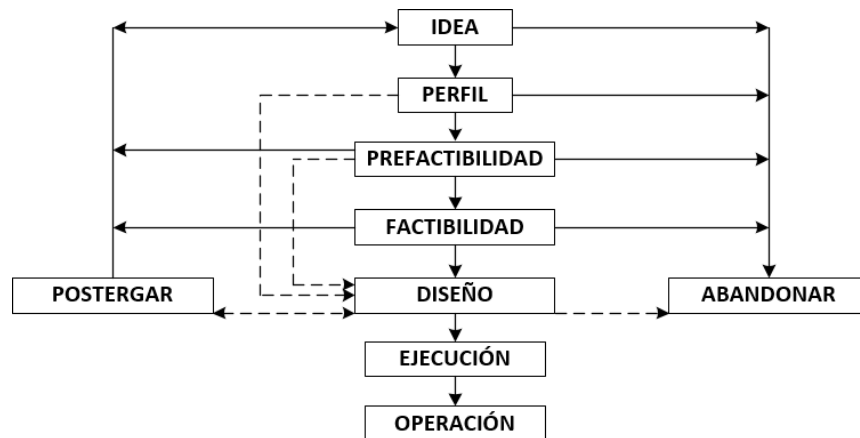 IDEA
PERFIL
PREFACTIBILIDAD
FACTIBILIDAD
POSTERGAR
DISEÑO
ABANDONAR
EJECUCIÓN
OPERACIÓN